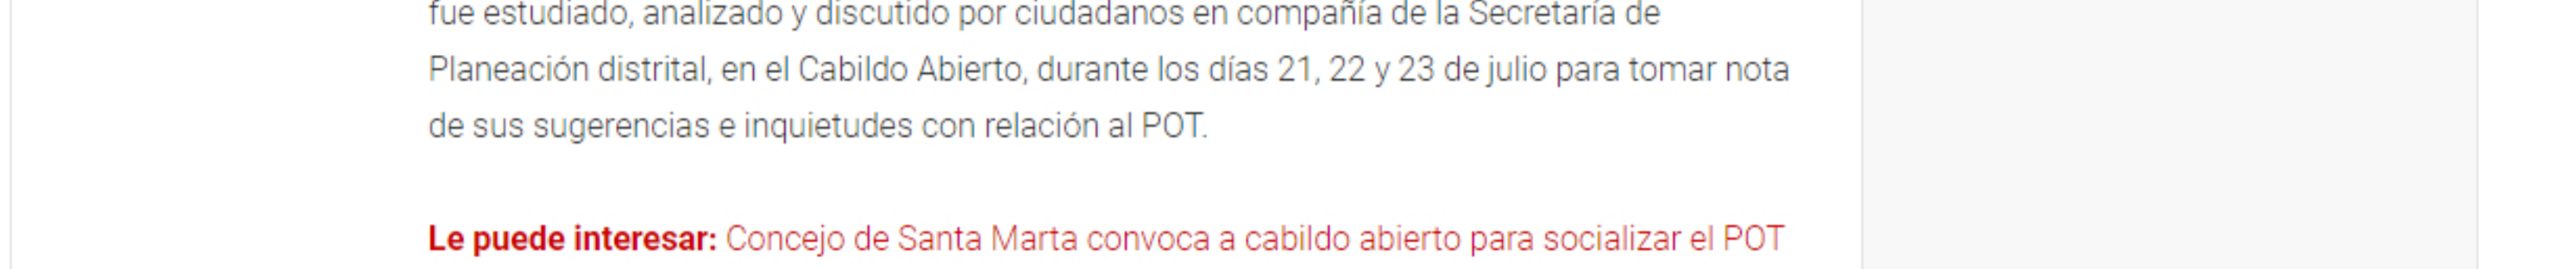 fue estudiado, analizado y discutido por ciudadanos en compañía de la Secretaría de
Planeación distrital, en el Cabildo Abierto, durante los días 21, 22 y 23 de julio para tomar nota
de sus sugerencias e inquietudes con relación al POT.
Le puede interesar: Concejo de Santa Marta convoca a cabildo abierto para socializar el POT